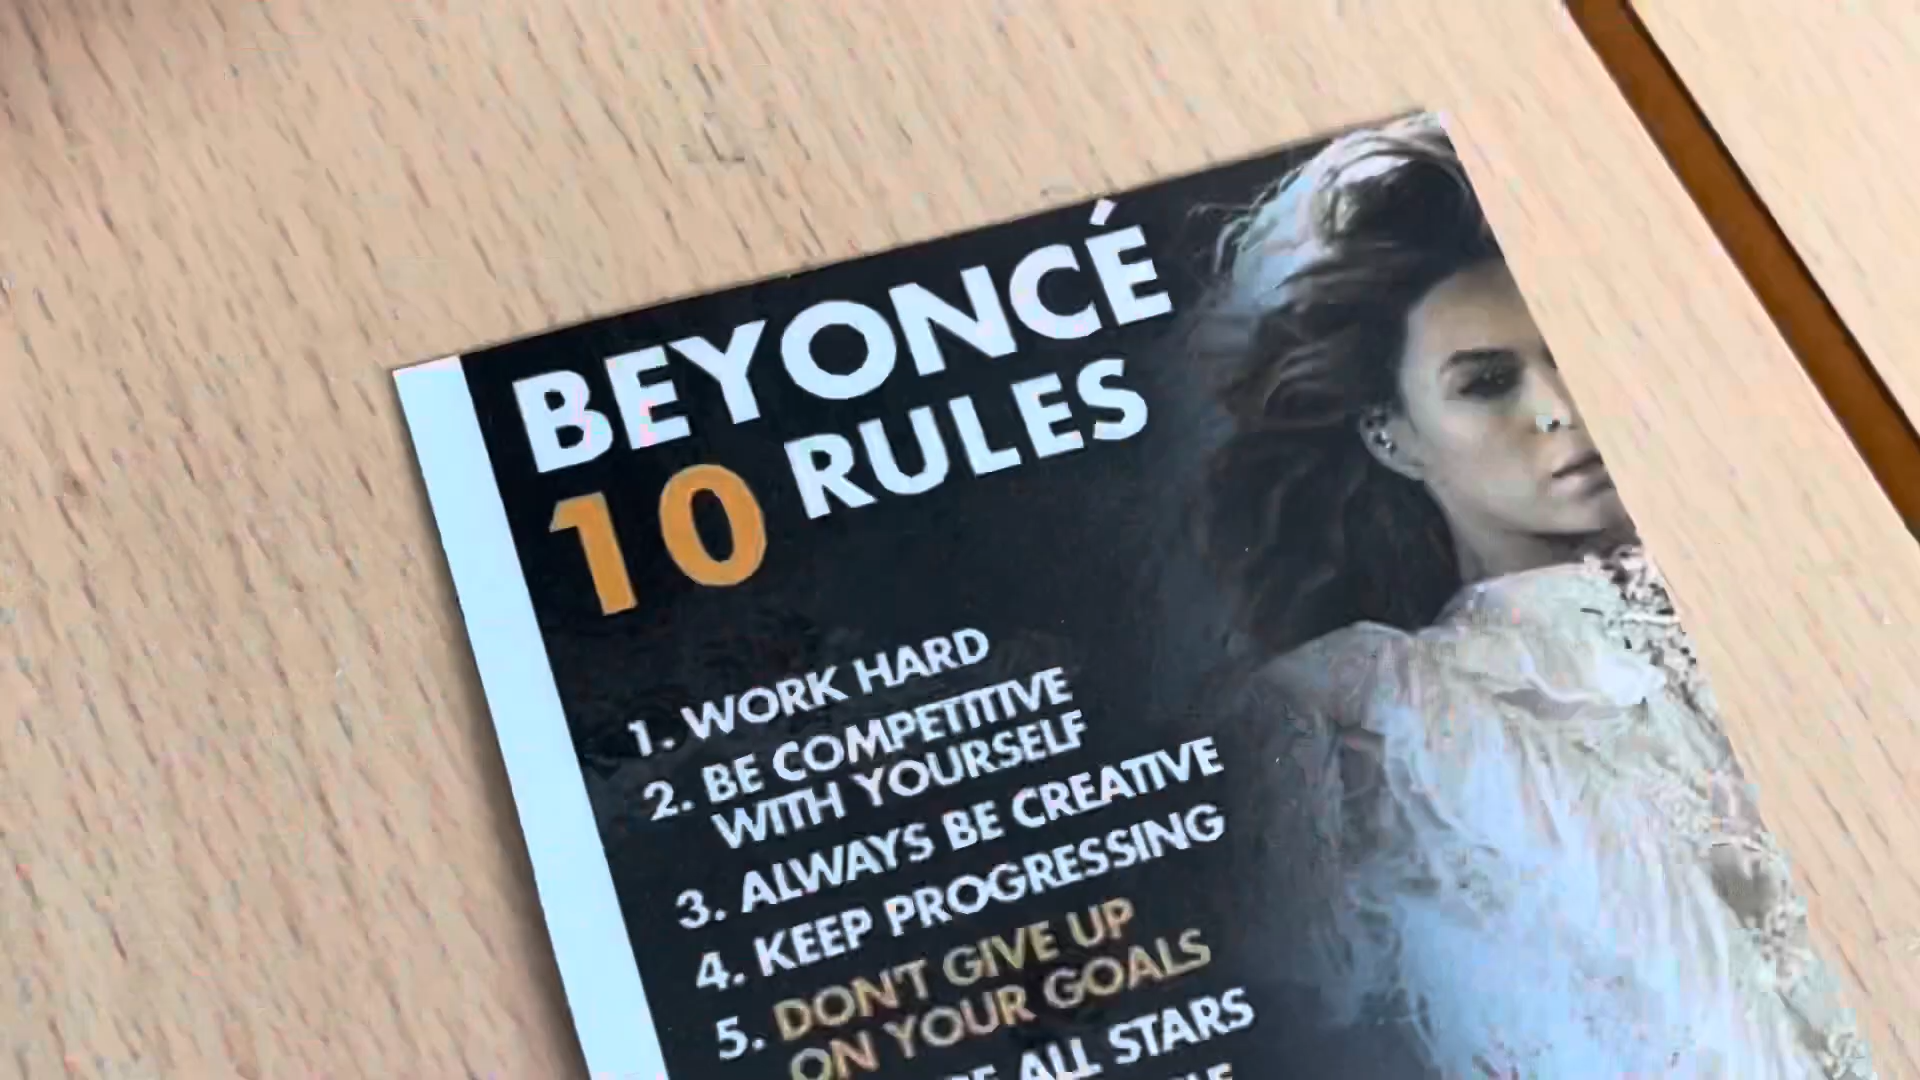 BEYONCÉ
10 RULES
1. WORK HARD
2. BE COMPETITIVE
WITH YOURSELF
3. ALWAYS BE CREATIVE
4. KEEP PROGRESSING
5. DON'T GIVE UP
ON YOUR GOALS
ALL STARS